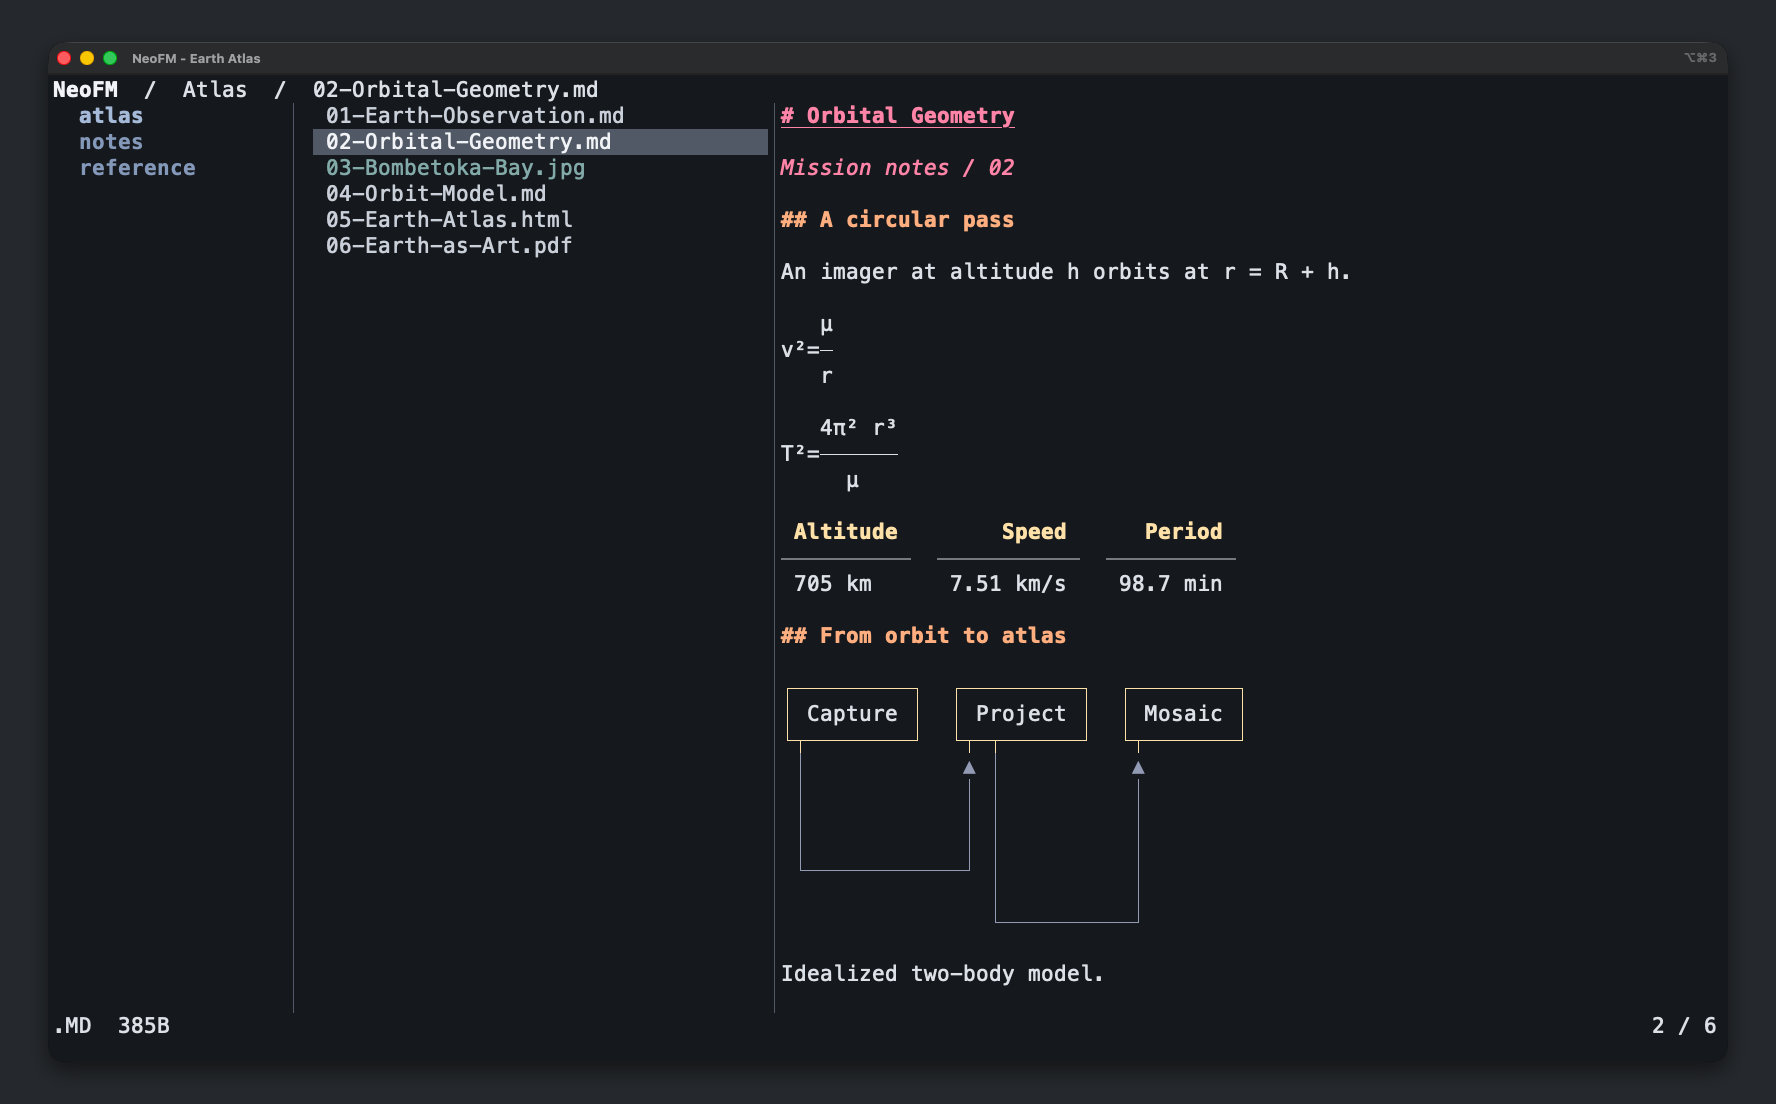 NeoFM - Earth Atlas
⌥⌘3
NeoFM / Atlas / 02-Orbital-Geometry.md
atlas
notes
reference
01-Earth-Observation.md
02-Orbital-Geometry.md
03-Bombetoka-Bay.jpg
04-Orbit-Model.md
05-Earth-Atlas.html
06-Earth-as-Art.pdf
# Orbital Geometry
Mission notes / 02
## A circular pass
An imager at altitude h orbits at r = R + h.
μ
v²=─
r
4π² r³
T²=──────
μ
Altitude Speed Period
705 km 7.51 km/s 98.7 min
## From orbit to atlas
Capture Project Mosaic
Idealized two-body model.
.MD 385B
2 / 6